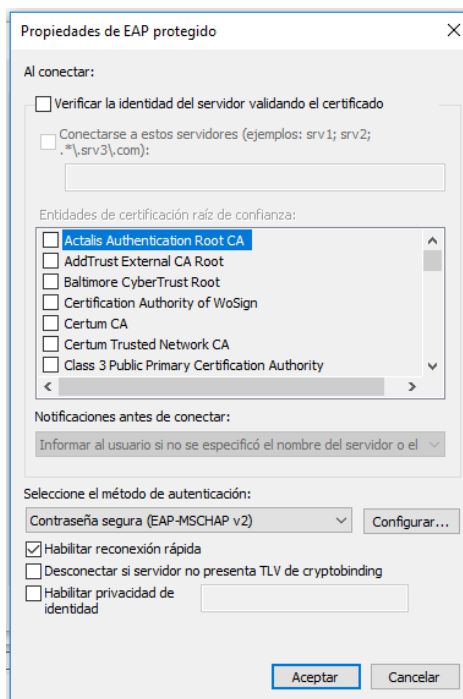 Propiedades de EAP protegido
Al conectar:
Verificar la identidad del servidor validando el certificado
Conectarse a estos servidores (ejemplos: srv1; srv2;
.*\.srv3\.com):
Entidades de certificación raíz de confianza:
Actalis Authentication Root CA
AddTrust External CA Root
Baltimore CyberTrust Root
Certification Authority of WoSign
Certum CA
Certum Trusted Network CA
Class 3 Public Primary Certification Authority
Notificaciones antes de conectar:
Informar al usuario si no se especificó el nombre del servidor o el
Seleccione el método de autenticación:
Contraseña segura (EAP-MSCHAP v2)
Configurar...
Habilitar reconexión rápida
Desconectar si servidor no presenta TLV de cryptobinding
Habilitar privacidad de
identidad
Aceptar
Cancelar